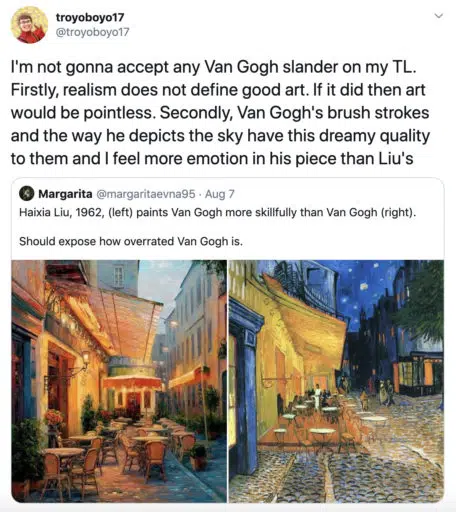 troyoboyo17
@troyoboyo17
I'm not gonna accept any Van Gogh slander on my TL.
Firstly, realism does not define good art. If it did then art
would be pointless. Secondly, Van Gogh's brush strokes
and the way he depicts the sky have this dreamy quality
to them and I feel more emotion in his piece than Liu's
Margarita @margaritaevna95 · Aug 7
Haixia Liu, 1962, (left) paints Van Gogh more skillfully than Van Gogh (right).
Should expose how overrated Van Gogh is.